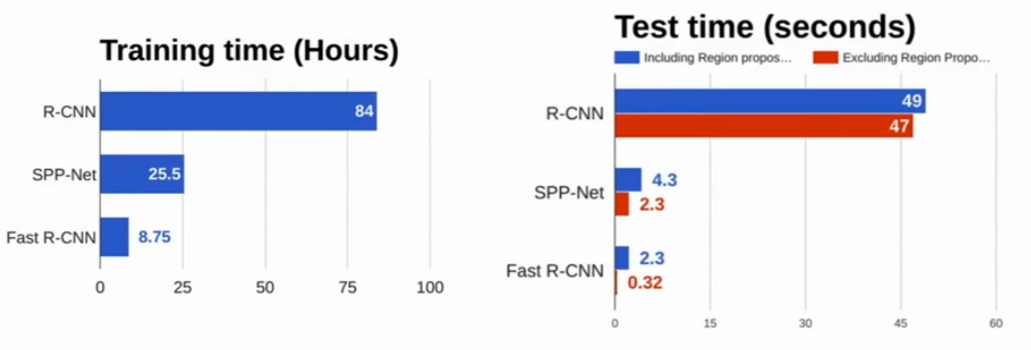 Training time (Hours)
R-CNN
84
SPP-Net
25.5
Fast R-CNN
8.75
0 25 50 75 100
Test time (seconds)
Including Region propos... Excluding Region Propo...
R-CNN
49
47
SPP-Net
4.3
2.3
Fast R-CNN
2.3
0.32
0 15 30 45 60